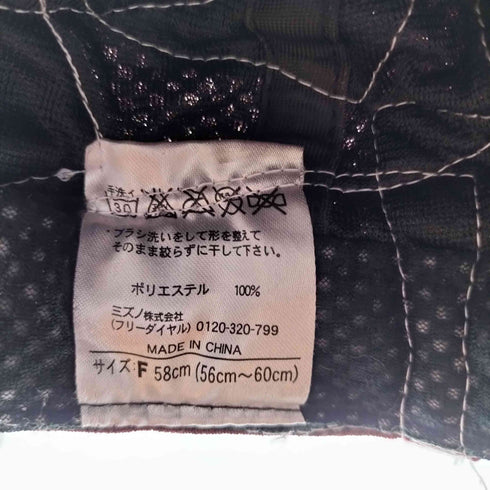 手洗イ
30
・ブラシ洗いをして形を整えて
そのまま絞らずに干して下さい。
ポリエステル 100%
ミズノ株式会社
(フリーダイヤル) 0120-320-799
MADE IN CHINA
サイズ: F 58cm (56cm～60cm)